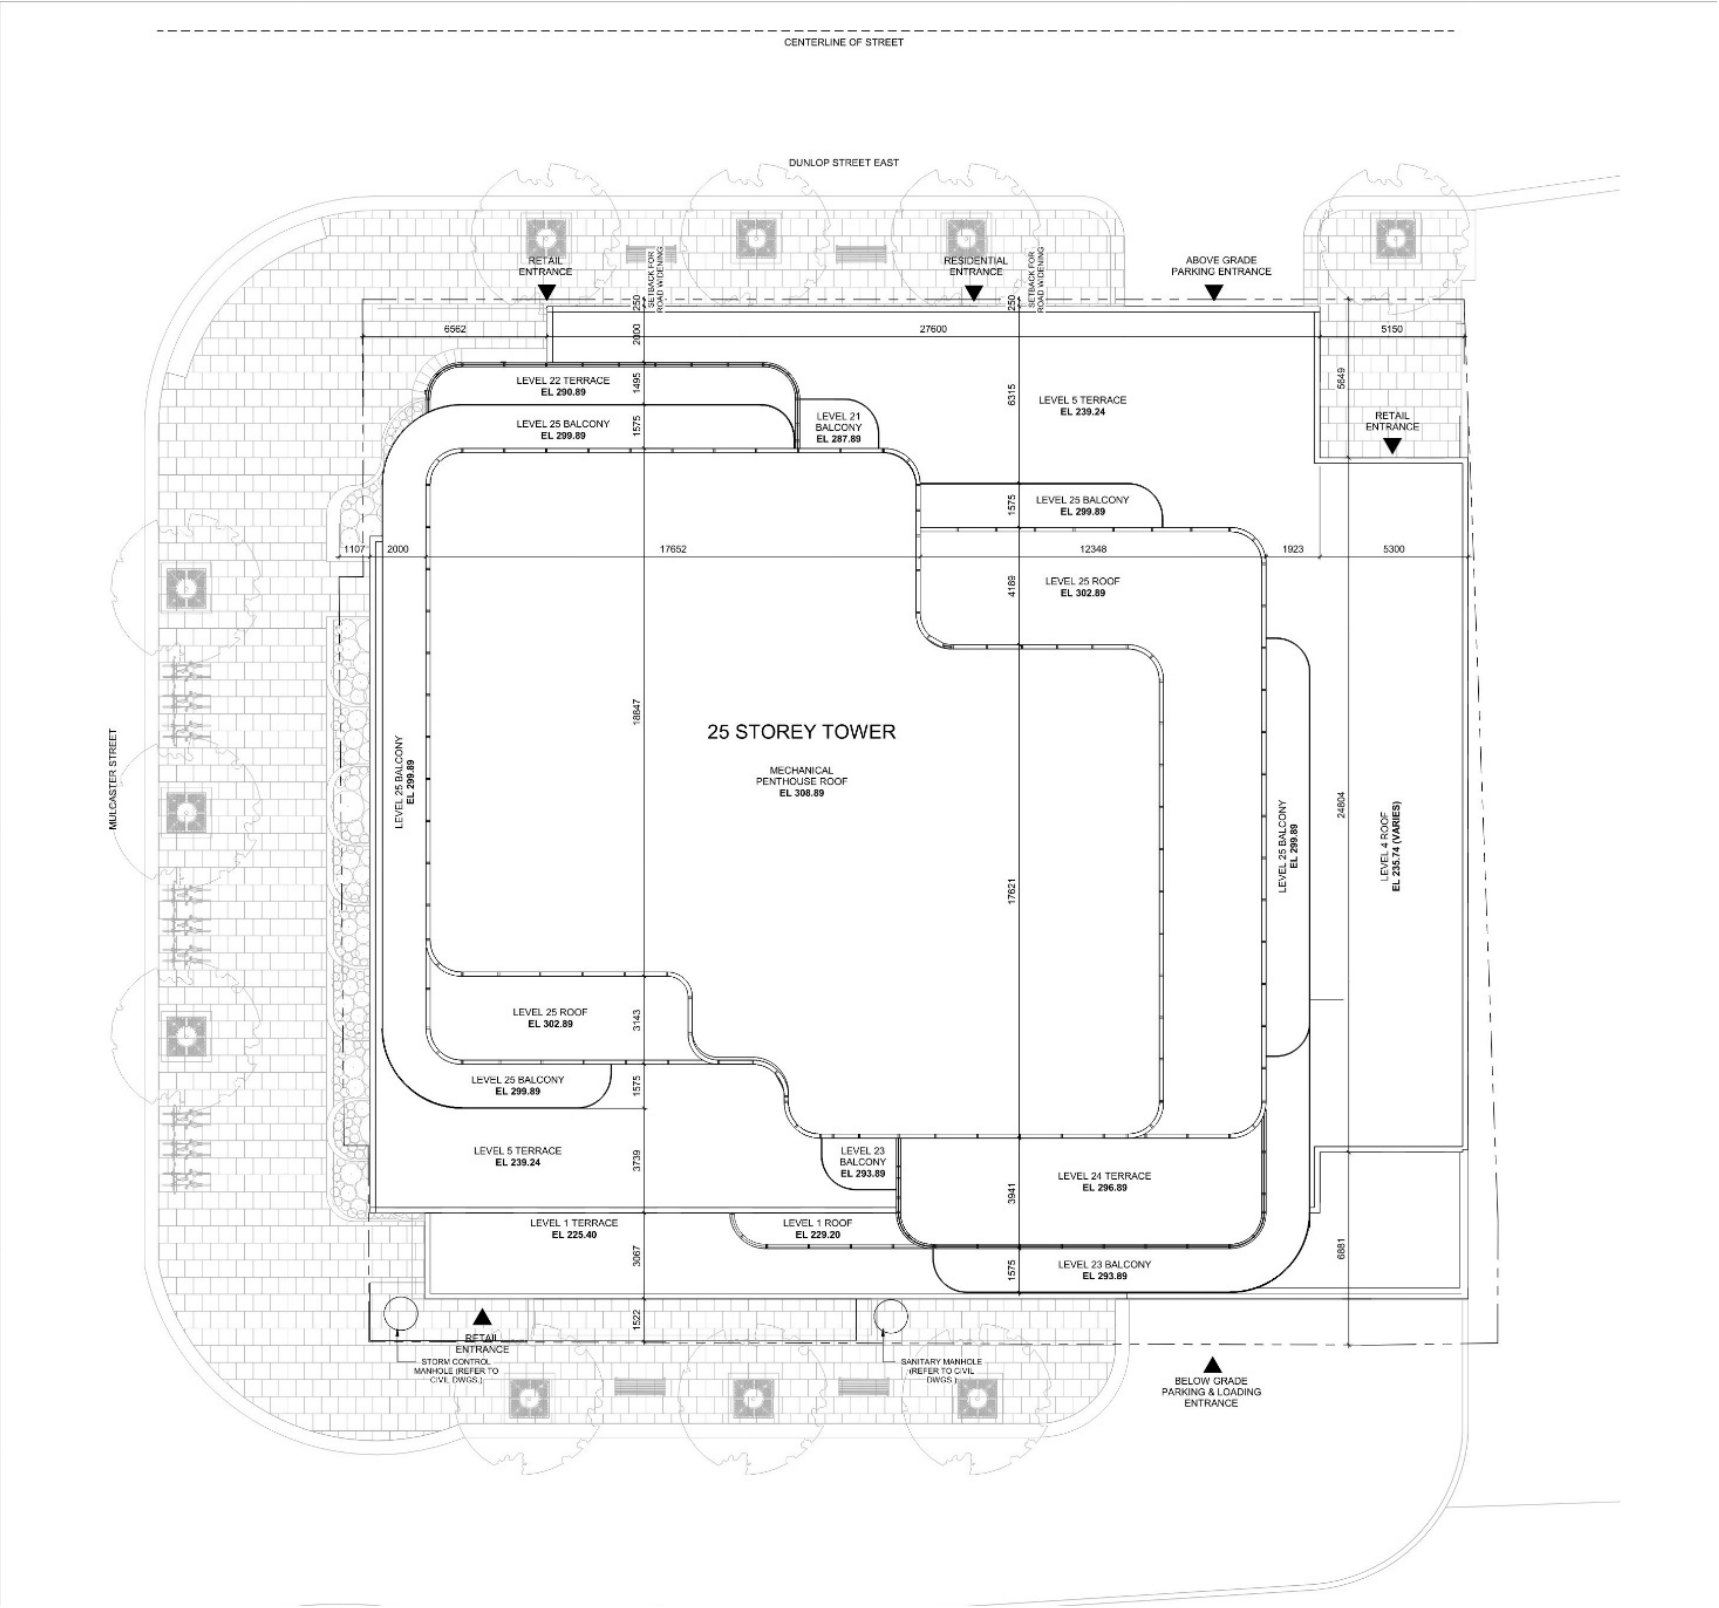 CENTERLINE OF STREET
DUNLOP STREET EAST
RETAIL
ENTRANCE
SETBACK FOR
ROAD WIDENING
RESIDENTIAL
ENTRANCE
SETBACK FOR
ROAD WIDENING
ABOVE GRADE
PARKING ENTRANCE
250
250
6562
2000
27600
5150
LEVEL 22 TERRACE
EL 290.89
1495
6315
LEVEL 5 TERRACE
EL 239.24
5649
LEVEL 25 BALCONY
EL 299.89
1575
LEVEL 21
BALCONY
EL 287.89
RETAIL
ENTRANCE
1575
LEVEL 25 BALCONY
EL 299.89
1107
2000
17652
12348
1923
5300
4189
LEVEL 25 ROOF
EL 302.89
18847
25 STOREY TOWER
MECHANICAL
PENTHOUSE ROOF
EL 308.89
MULCASTER STREET
LEVEL 25 BALCONY
EL 299.89
17621
LEVEL 25 BALCONY
EL 299.89
24804
LEVEL 4 ROOF
EL 235.74 (VARIES)
LEVEL 25 ROOF
EL 302.89
3143
LEVEL 25 BALCONY
EL 299.89
1575
LEVEL 5 TERRACE
EL 239.24
3739
LEVEL 23
BALCONY
EL 293.89
3941
LEVEL 24 TERRACE
EL 296.89
LEVEL 1 TERRACE
EL 225.40
LEVEL 1 ROOF
EL 229.20
3067
1575
LEVEL 23 BALCONY
EL 293.89
6881
1522
RETAIL
ENTRANCE
STORM CONTROL
MANHOLE (REFER TO
CIVIL DWGS.)
SANITARY MANHOLE
(REFER TO CIVIL
DWGS.)
BELOW GRADE
PARKING & LOADING
ENTRANCE